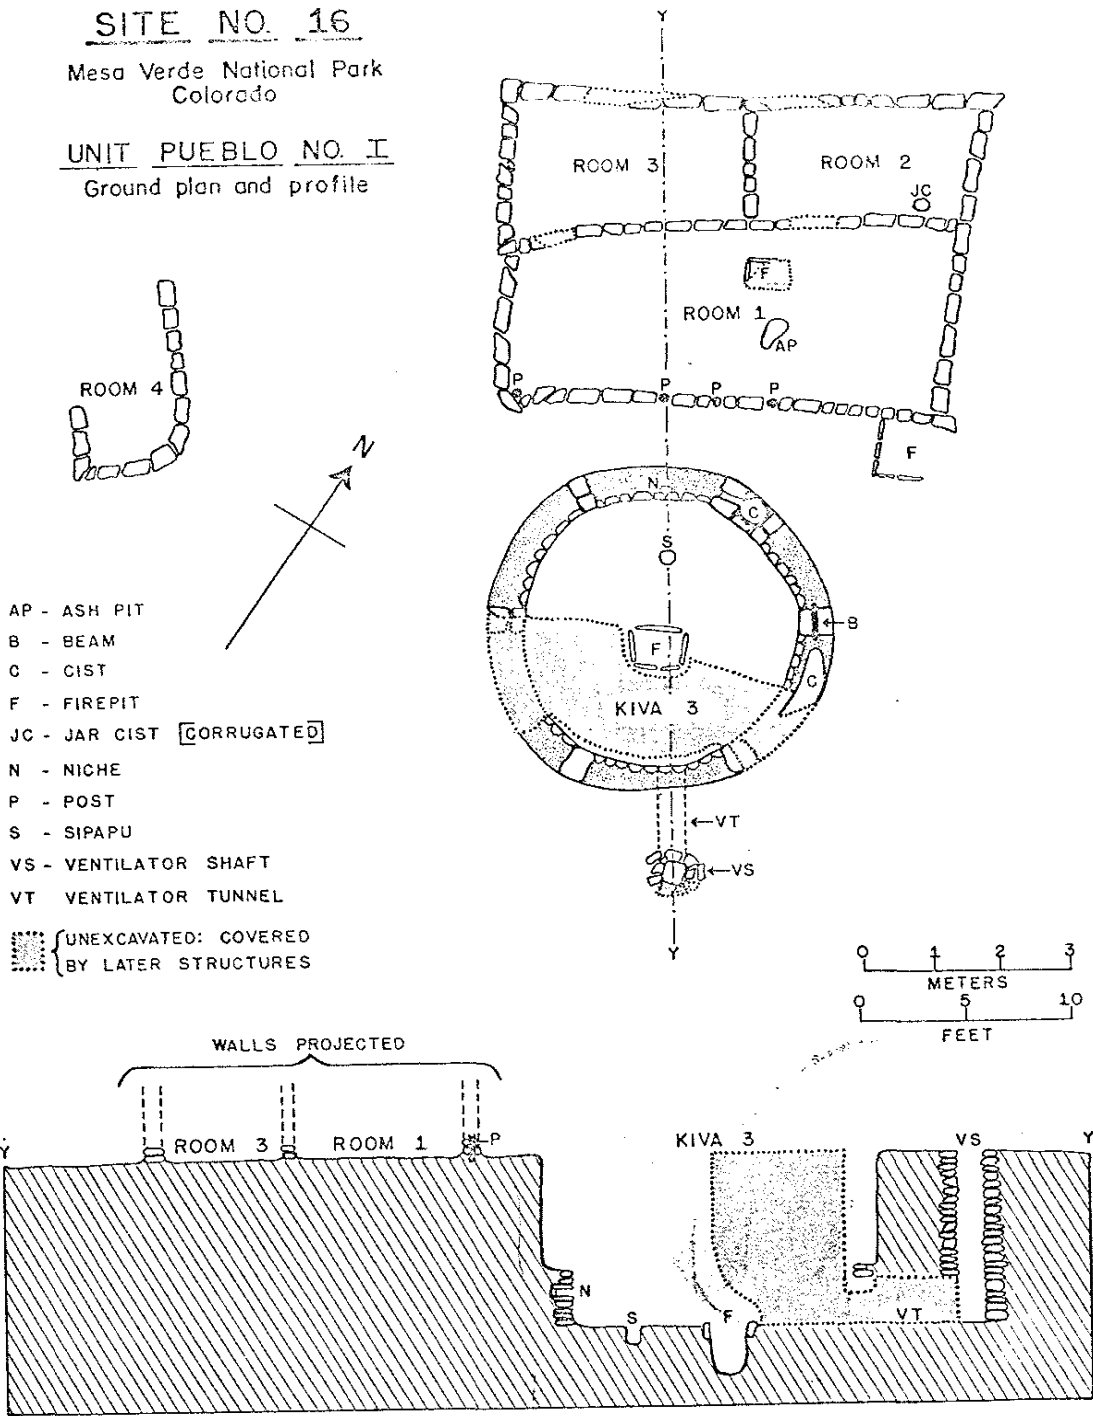 SITE NO. 16
Mesa Verde National Park
Colorado
UNIT PUEBLO NO. I
Ground plan and profile
Y
ROOM 3
ROOM 2
JC
F
ROOM 1
AP
P
P
P
P
F
ROOM 4
N
N
C
S
B
F
C
KIVA 3
VT
VS
Y
AP - ASH PIT
B - BEAM
C - CIST
F - FIREPIT
JC - JAR CIST [CORRUGATED]
N - NICHE
P - POST
S - SIPAPU
VS - VENTILATOR SHAFT
VT VENTILATOR TUNNEL
UNEXCAVATED: COVERED
BY LATER STRUCTURES
0 1 2 3
METERS
0 5 10
FEET
WALLS PROJECTED
Y
ROOM 3
ROOM 1
P
KIVA 3
VS
Y
N
S
F
VT